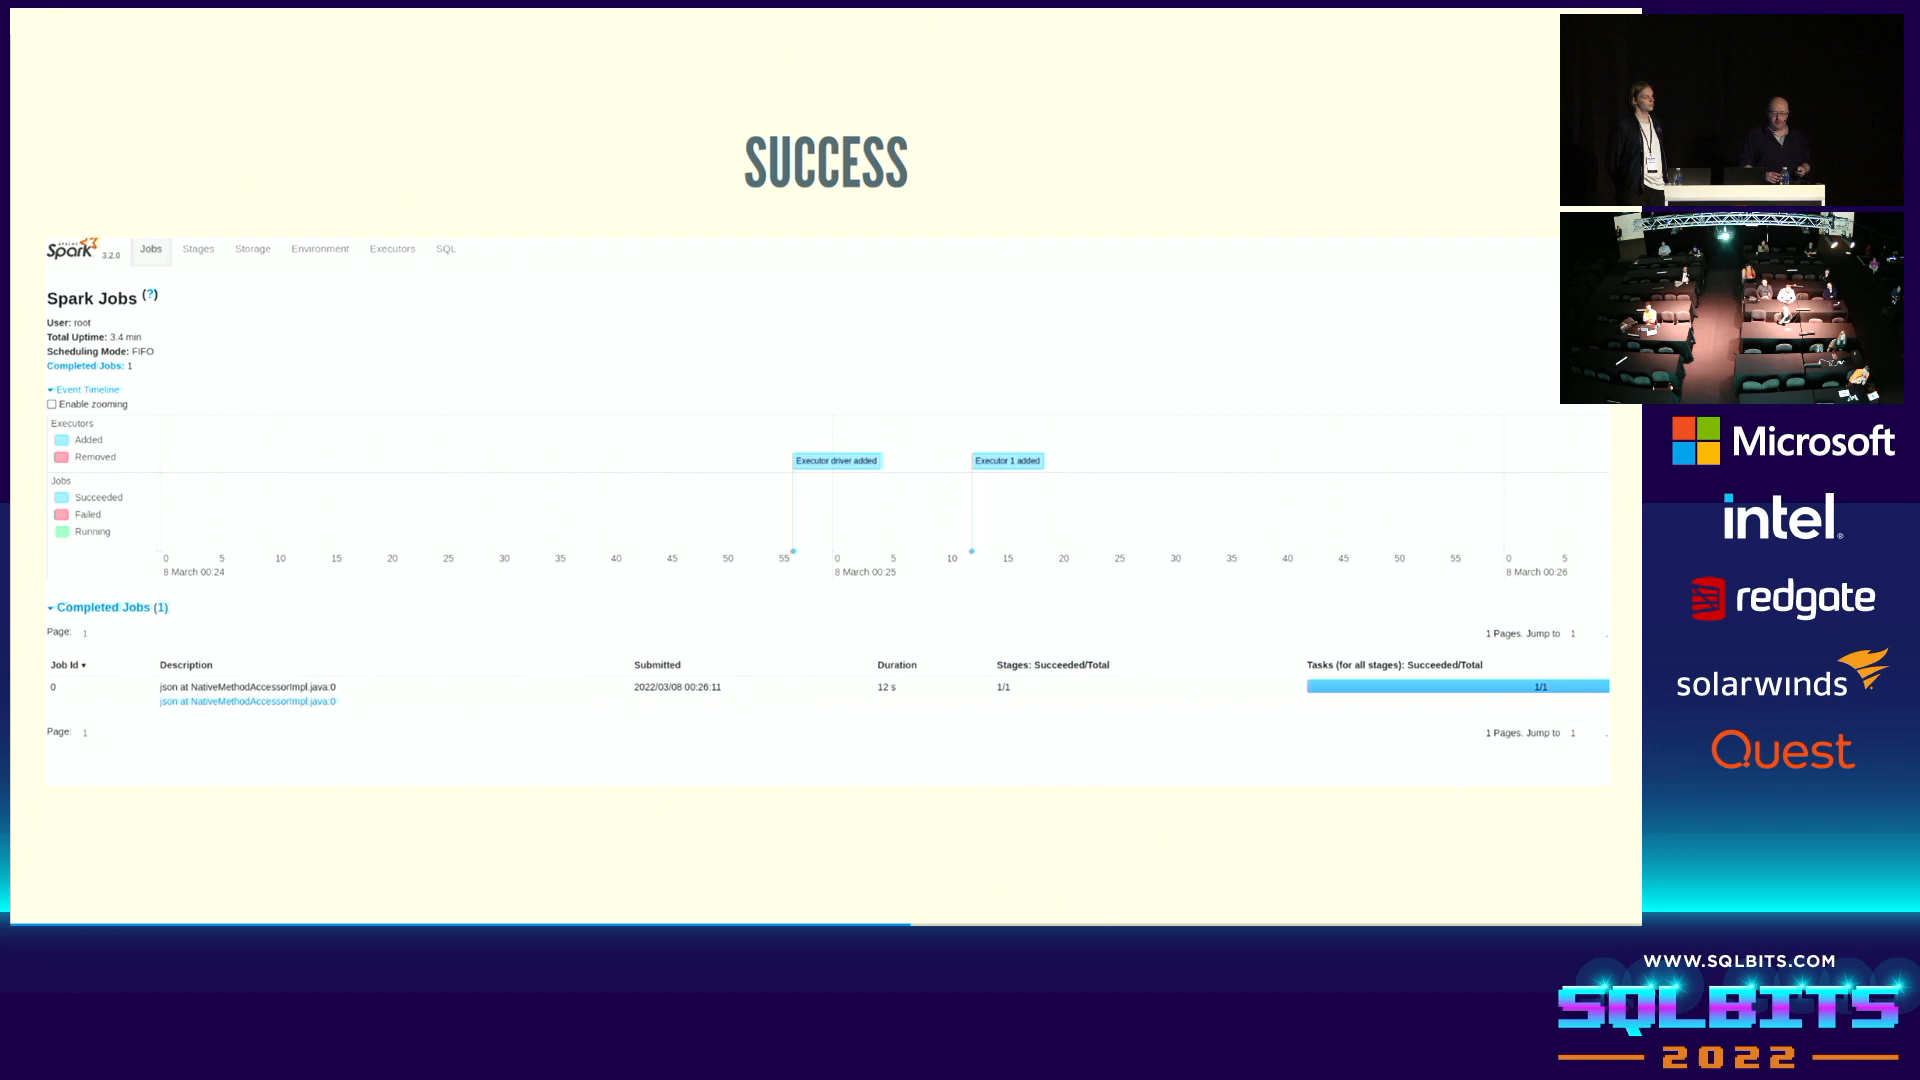 SUCCESS
APACHE Spark 3.2.0 Jobs Stages Storage Environment Executors SQL
Spark Jobs (?)
User: root
Total Uptime: 3.4 min
Scheduling Mode: FIFO
Completed Jobs: 1
Event Timeline
Enable zooming
Executors
Added
Removed
Executor driver added Executor 1 added
Jobs
Succeeded
Failed
Running
0 5 10 15 20 25 30 35 40 45 50 55 0 5 10 15 20 25 30 35 40 45 50 55 0 5
8 March 00:24 8 March 00:25 8 March 00:26
Completed Jobs (1)
Page: 1 1 Pages. Jump to 1 .
Job Id ▾ Description Submitted Duration Stages: Succeeded/Total Tasks (for all stages): Succeeded/Total
0 json at NativeMethodAccessorImpl.java:0 2022/03/08 00:26:11 12 s 1/1 1/1
json at NativeMethodAccessorImpl.java:0
Page: 1 1 Pages. Jump to 1 .
Microsoft
intel.
redgate
solarwinds
Quest
WWW.SQLBITS.COM
SQLBITS
2022